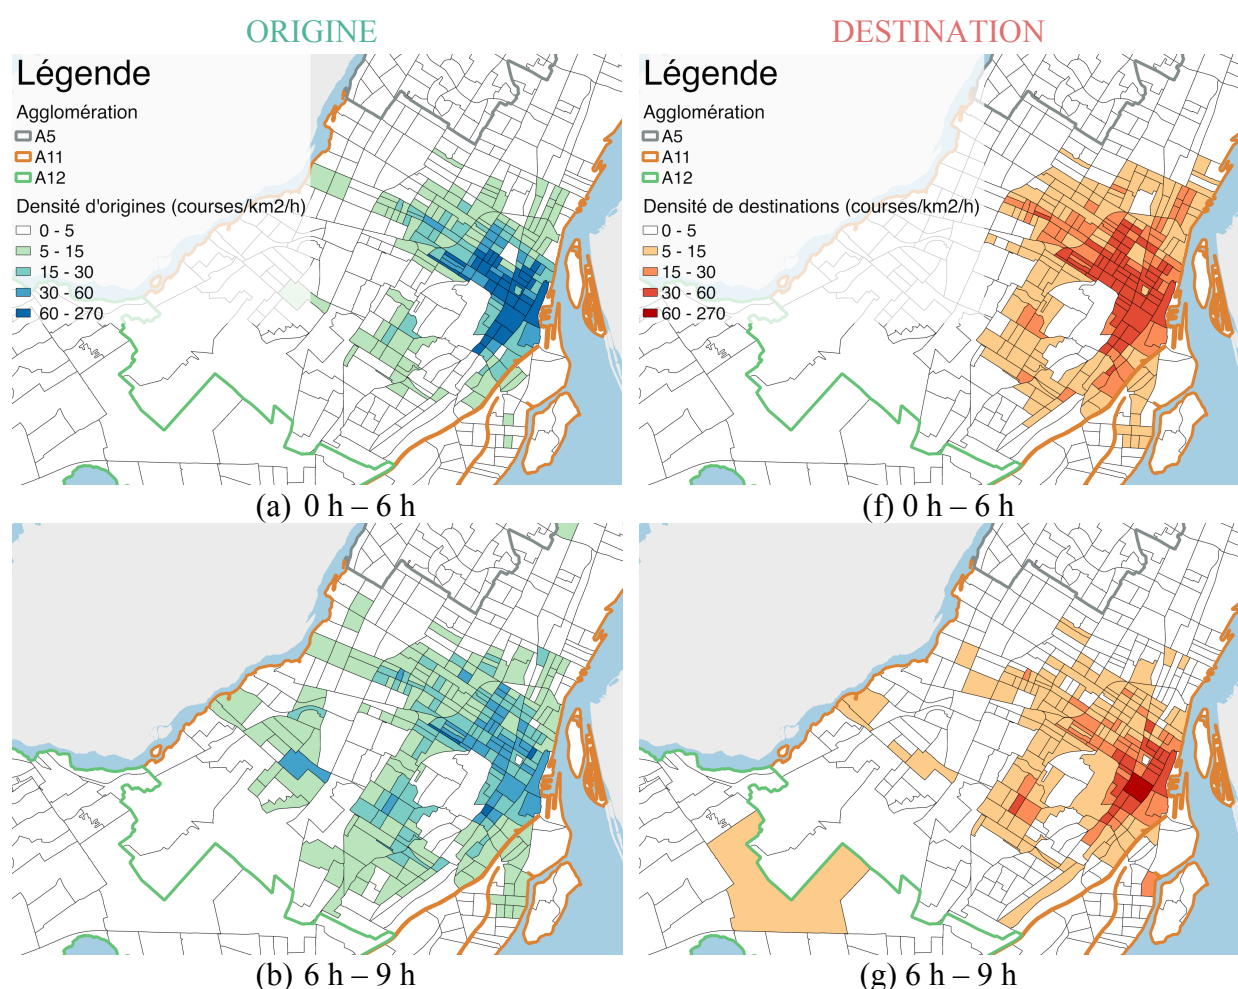 ORIGINE
DESTINATION
Légende
Agglomération
A5
A11
A12
Densité d'origines (courses/km2/h)
0 - 5
5 - 15
15 - 30
30 - 60
60 - 270
Légende
Agglomération
A5
A11
A12
Densité de destinations (courses/km2/h)
0 - 5
5 - 15
15 - 30
30 - 60
60 - 270
(a) 0 h – 6 h
(f) 0 h – 6 h
(b) 6 h – 9 h
(g) 6 h – 9 h